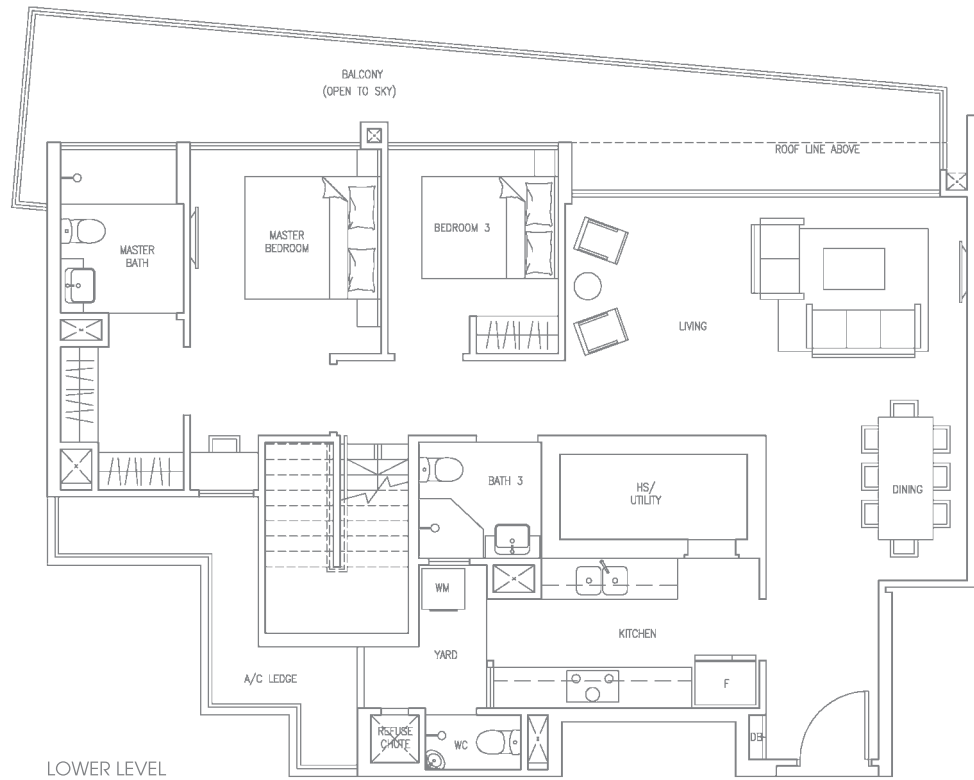 BALCONY
(OPEN TO SKY)
ROOF LINE ABOVE
MASTER
BATH
MASTER
BEDROOM
BEDROOM 3
LIVING
DINING
BATH 3
HS/
UTILITY
WM
KITCHEN
YARD
A/C LEDGE
F
REFUSE
CHUTE
WC
DB
LOWER LEVEL